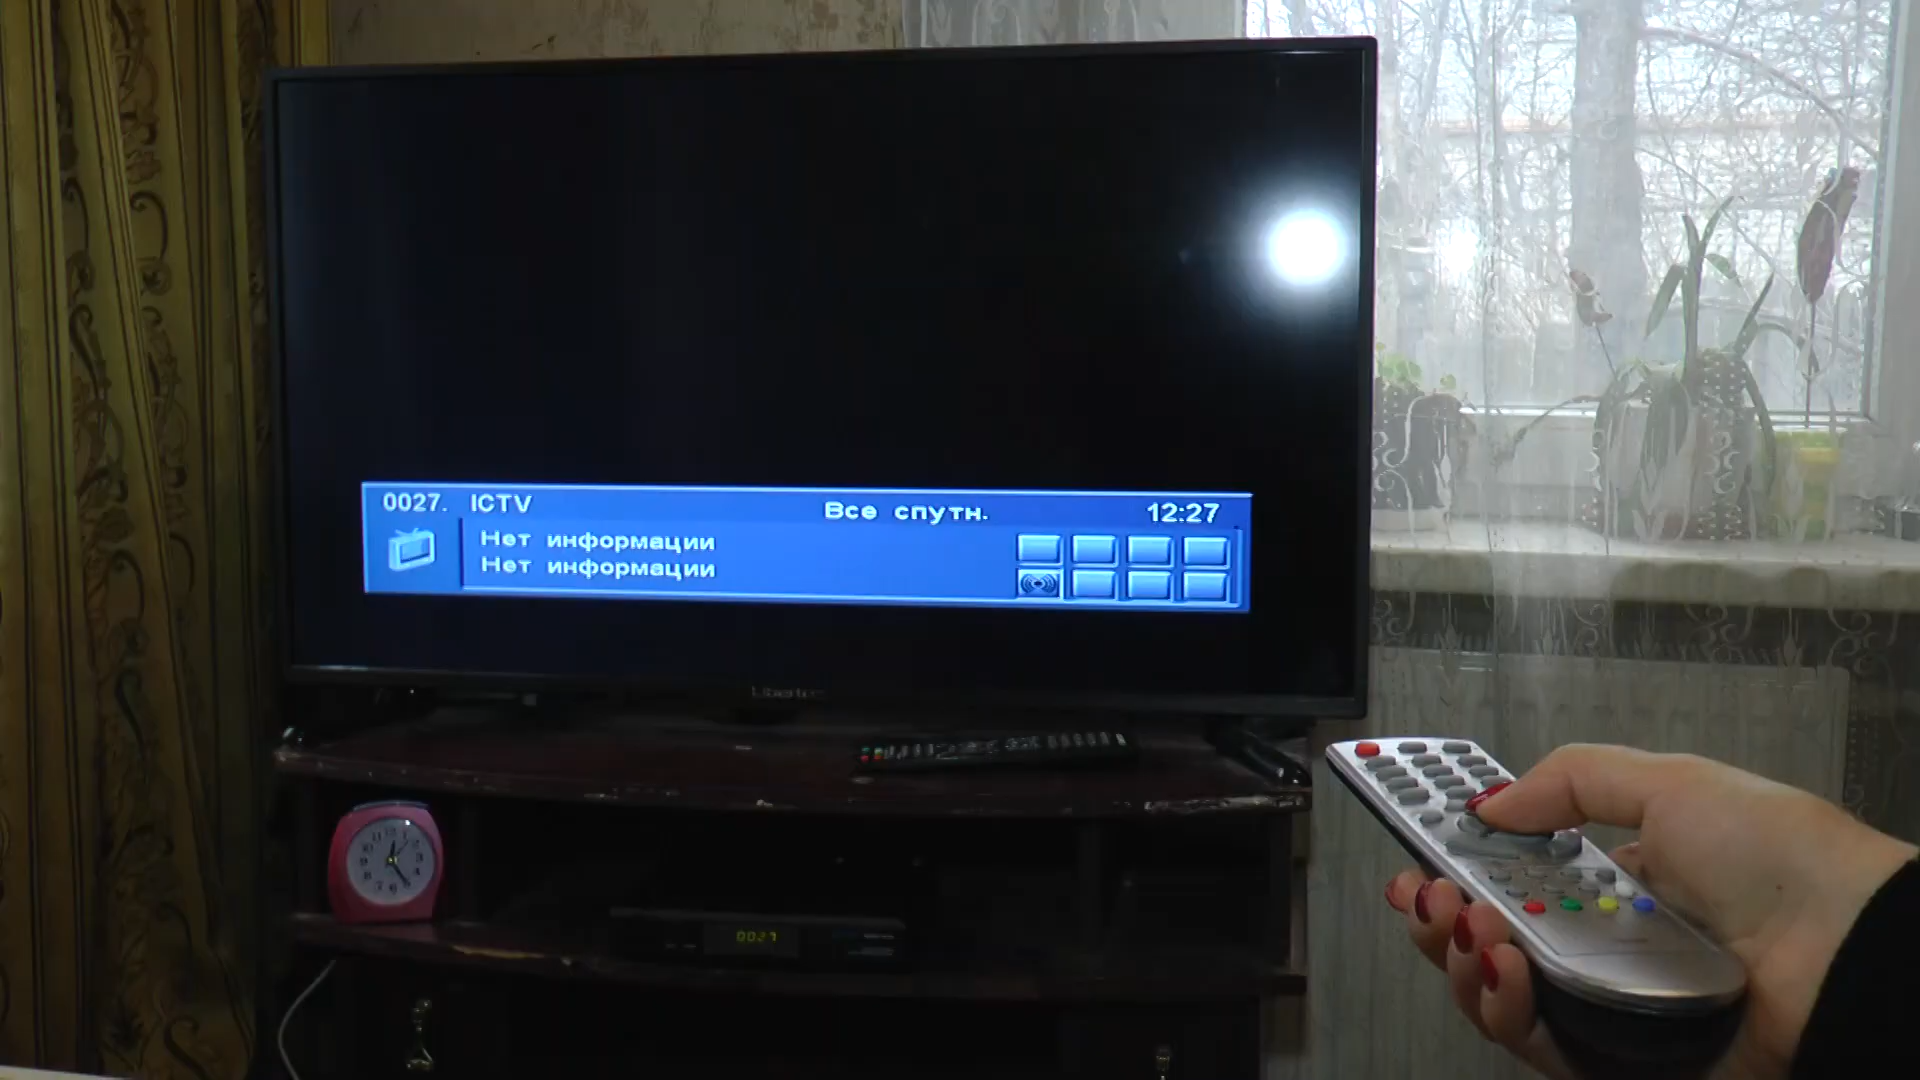 0027. ICTV
Все спутн.
12:27
Нет информации
Нет информации
0027